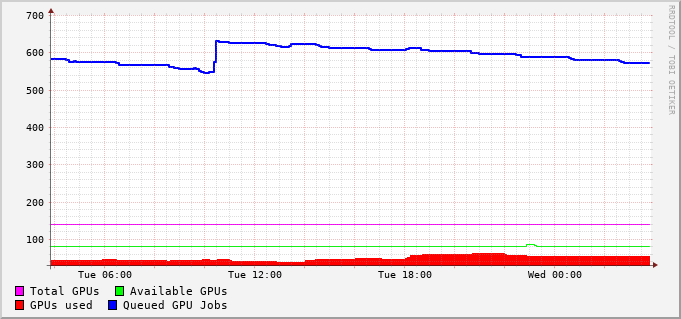 700
600
500
400
300
200
100
Tue 06:00 Tue 12:00 Tue 18:00 Wed 00:00
Total GPUs Available GPUs
GPUs used Queued GPU Jobs
RRDTOOL / TOBI OETIKER